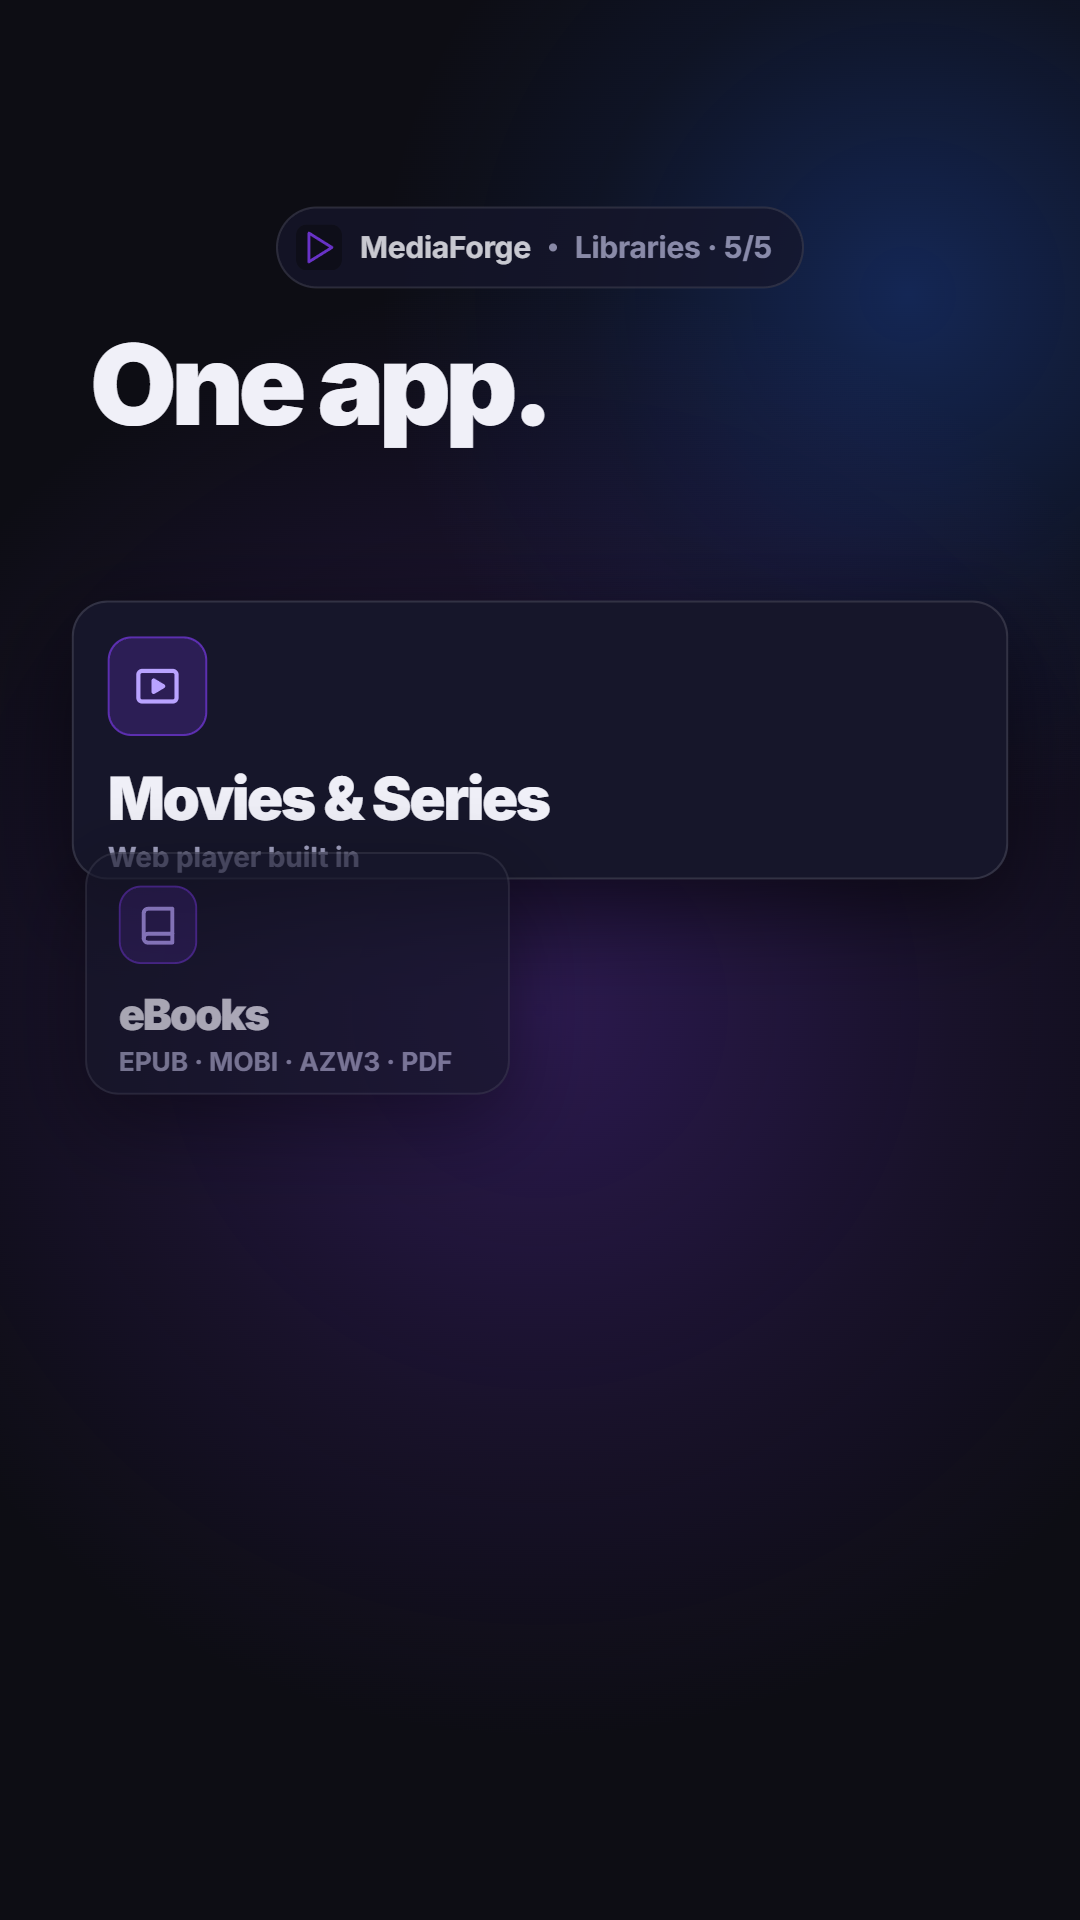 MediaForge • Libraries · 5/5
One app.
Movies & Series
Web player built in
eBooks
EPUB · MOBI · AZW3 · PDF